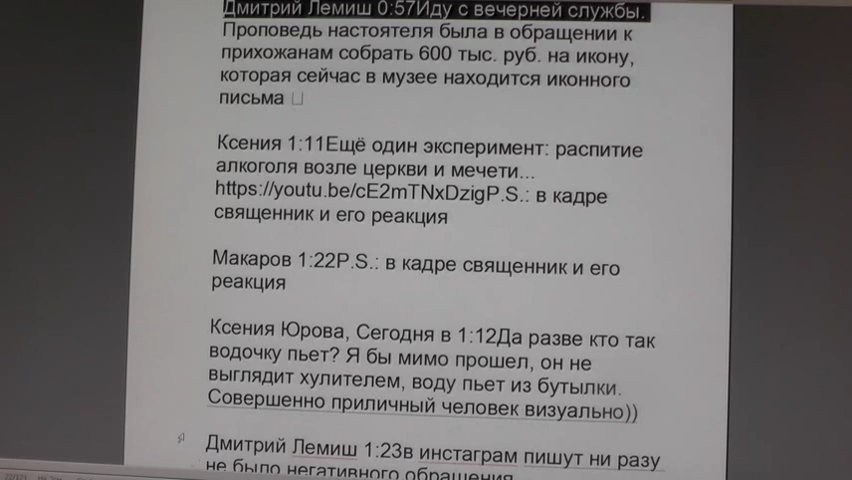 Дмитрий Лемиш 0:57Иду с вечерней службы.
Проповедь настоятеля была в обращении к
прихожанам собрать 600 тыс. руб. на икону,
которая сейчас в музее находится иконного
письма
Ксения 1:11Ещё один эксперимент: распитие
алкоголя возле церкви и мечети...
https://youtu.be/cE2mTNxDzigP.S.: в кадре
священник и его реакция
Макаров 1:22P.S.: в кадре священник и его
реакция
Ксения Юрова, Сегодня в 1:12Да разве кто так
водочку пьет? Я бы мимо прошел, он не
выглядит хулителем, воду пьет из бутылки.
Совершенно приличный человек визуально))
Дмитрий Лемиш 1:23в инстаграм пишут ни разу
не было негативного обращения